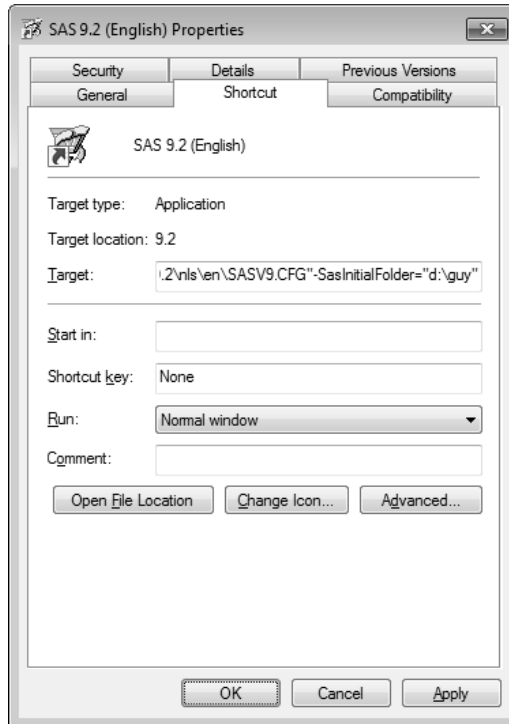 SAS 9.2 (English) Properties
Security Details Previous Versions
General Shortcut Compatibility
SAS 9.2 (English)
Target type: Application
Target location: 9.2
Target: .2\nls\en\SASV9.CFG"-SasInitialFolder="d:\guy"
Start in:
Shortcut key: None
Run: Normal window
Comment:
Open File Location Change Icon... Advanced...
OK Cancel Apply